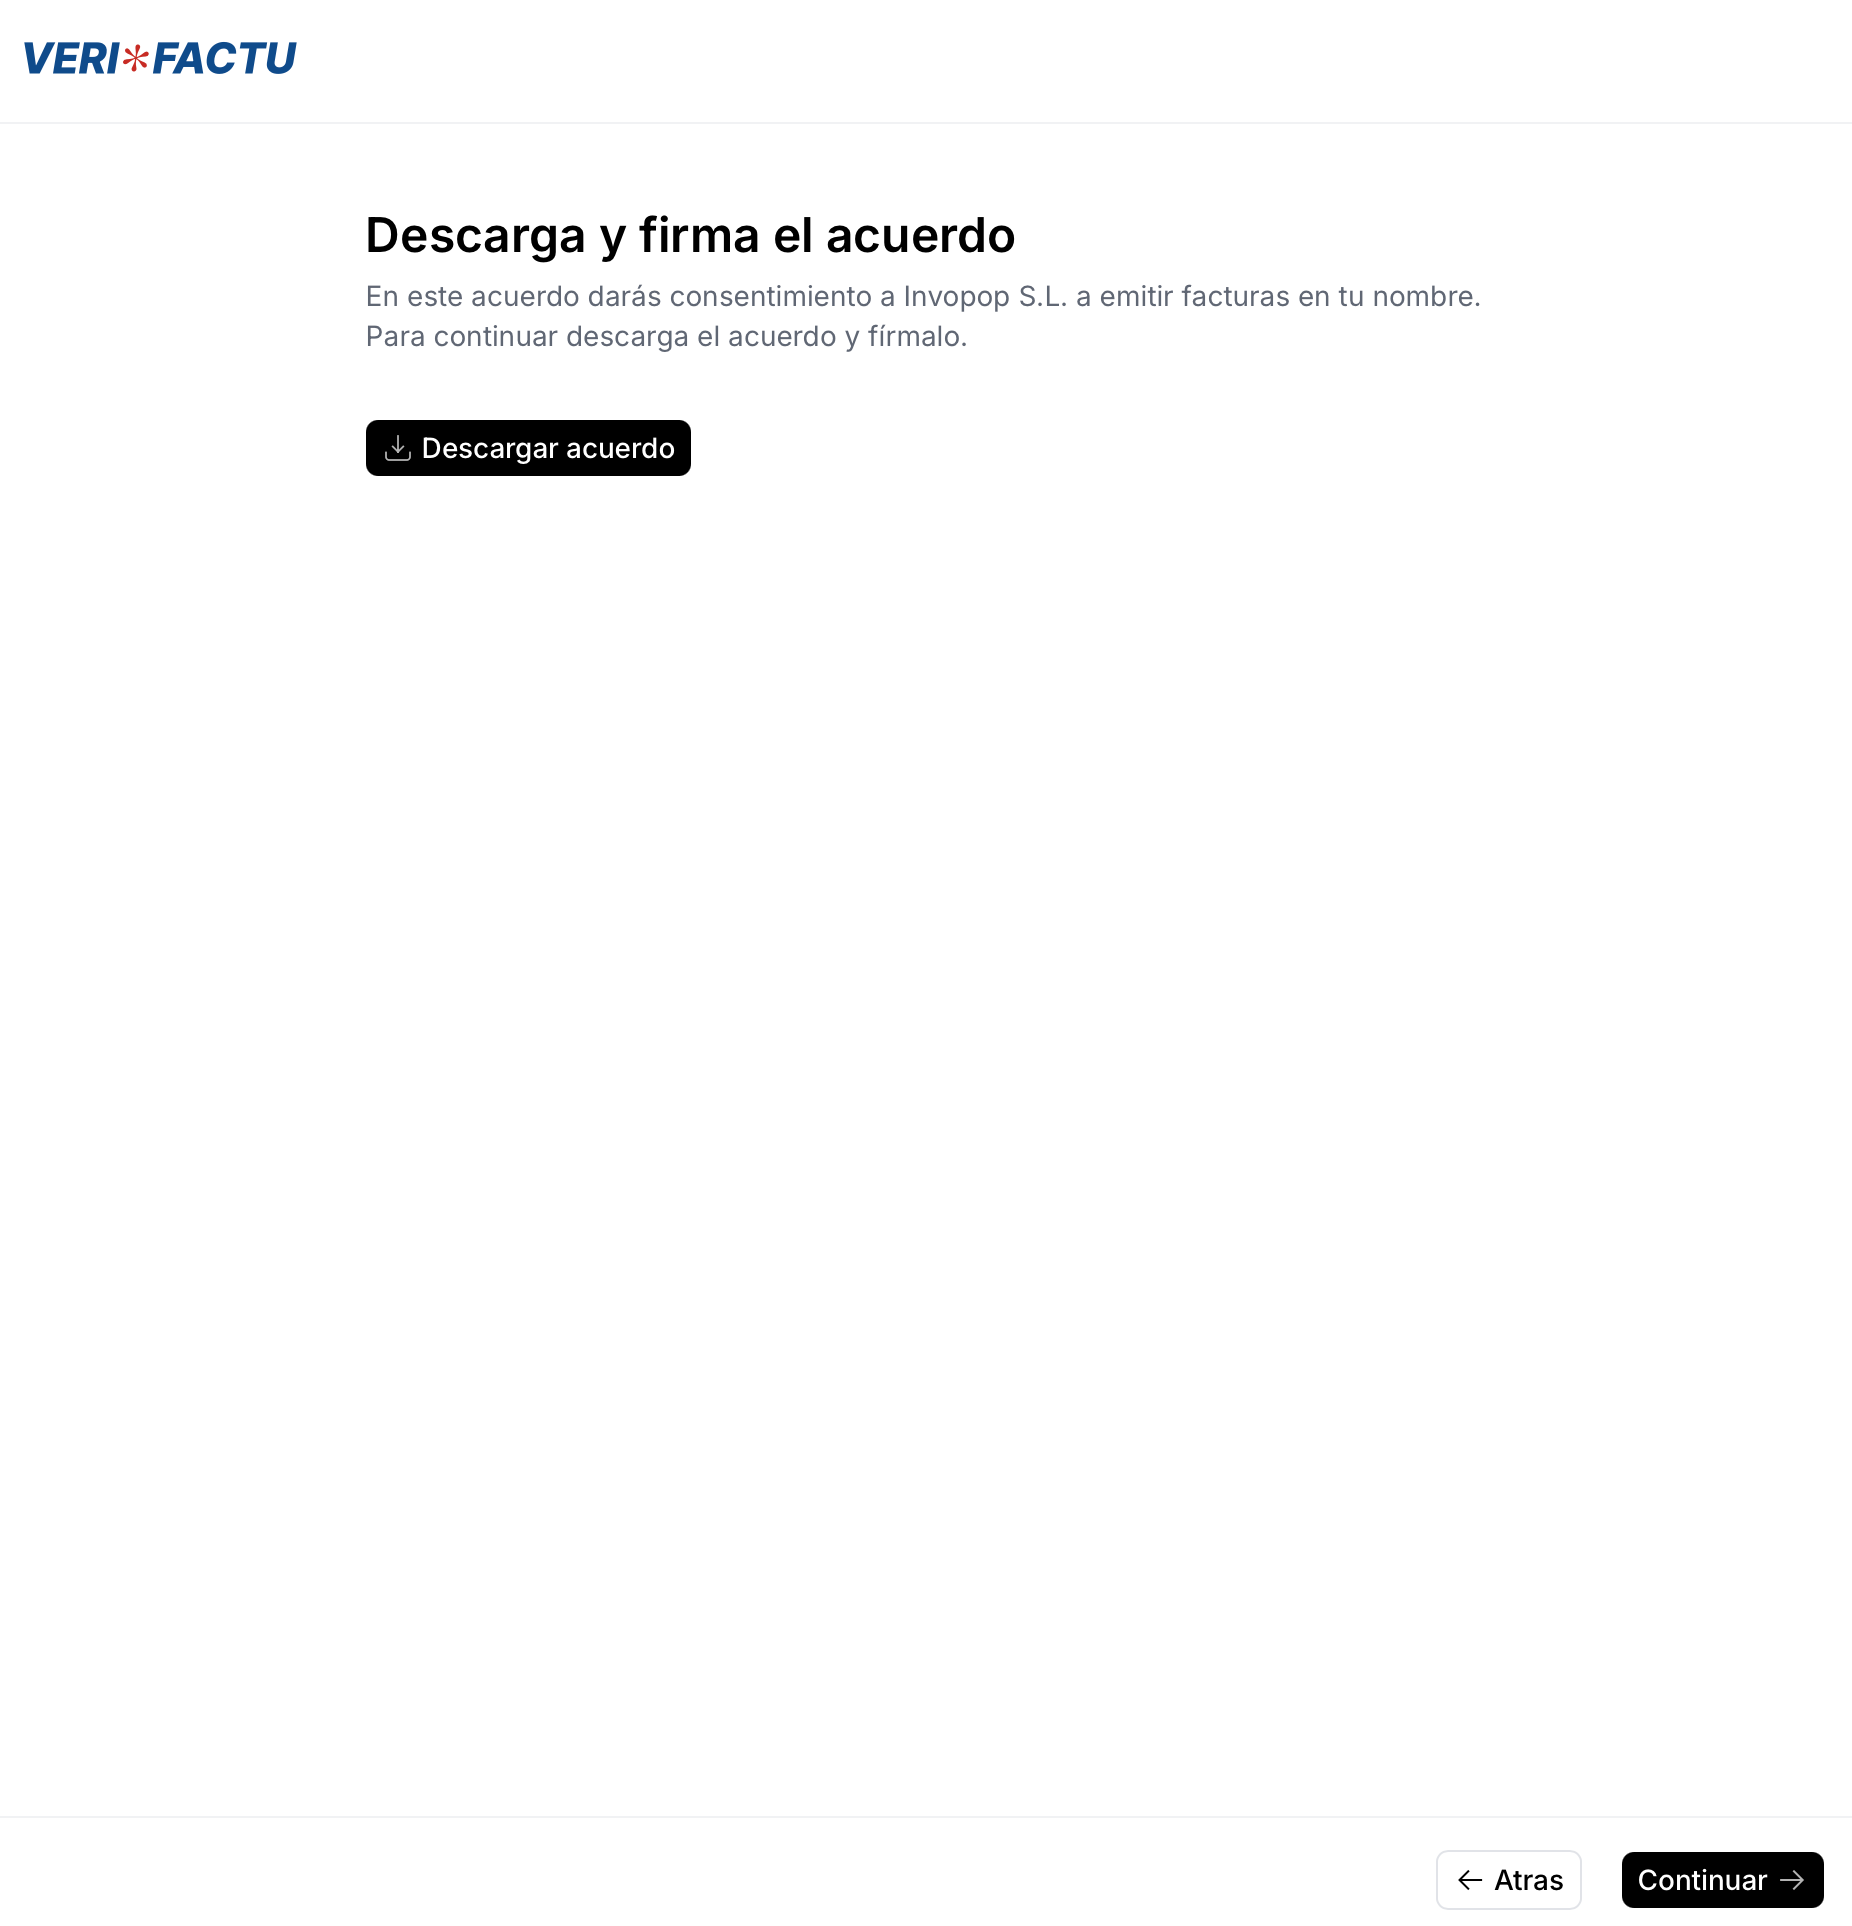 VERI*FACTU
Descarga y firma el acuerdo
En este acuerdo darás consentimiento a Invopop S.L. a emitir facturas en tu nombre.
Para continuar descarga el acuerdo y fírmalo.
Descargar acuerdo
Atras
Continuar